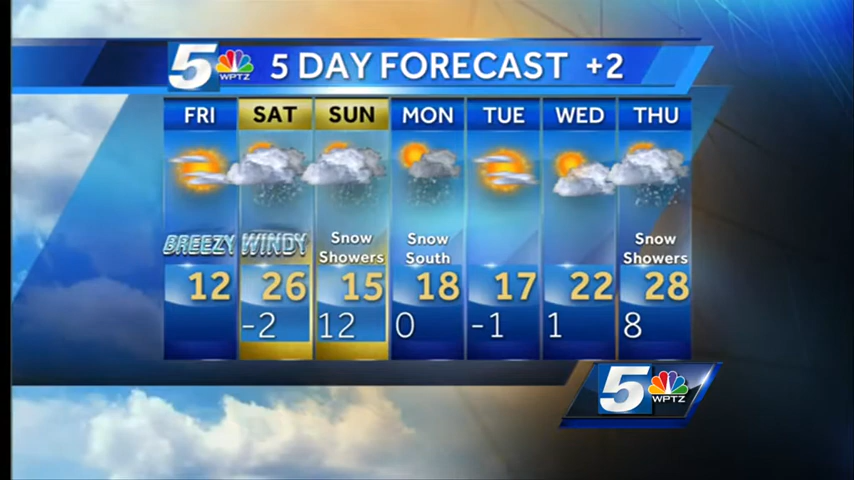 5 WPTZ 5 DAY FORECAST +2
FRI SAT SUN MON TUE WED THU
BREEZY WINDY Snow Showers Snow South Snow Showers
12 26 15 18 17 22 28
-2 12 0 -1 1 8
5 WPTZ